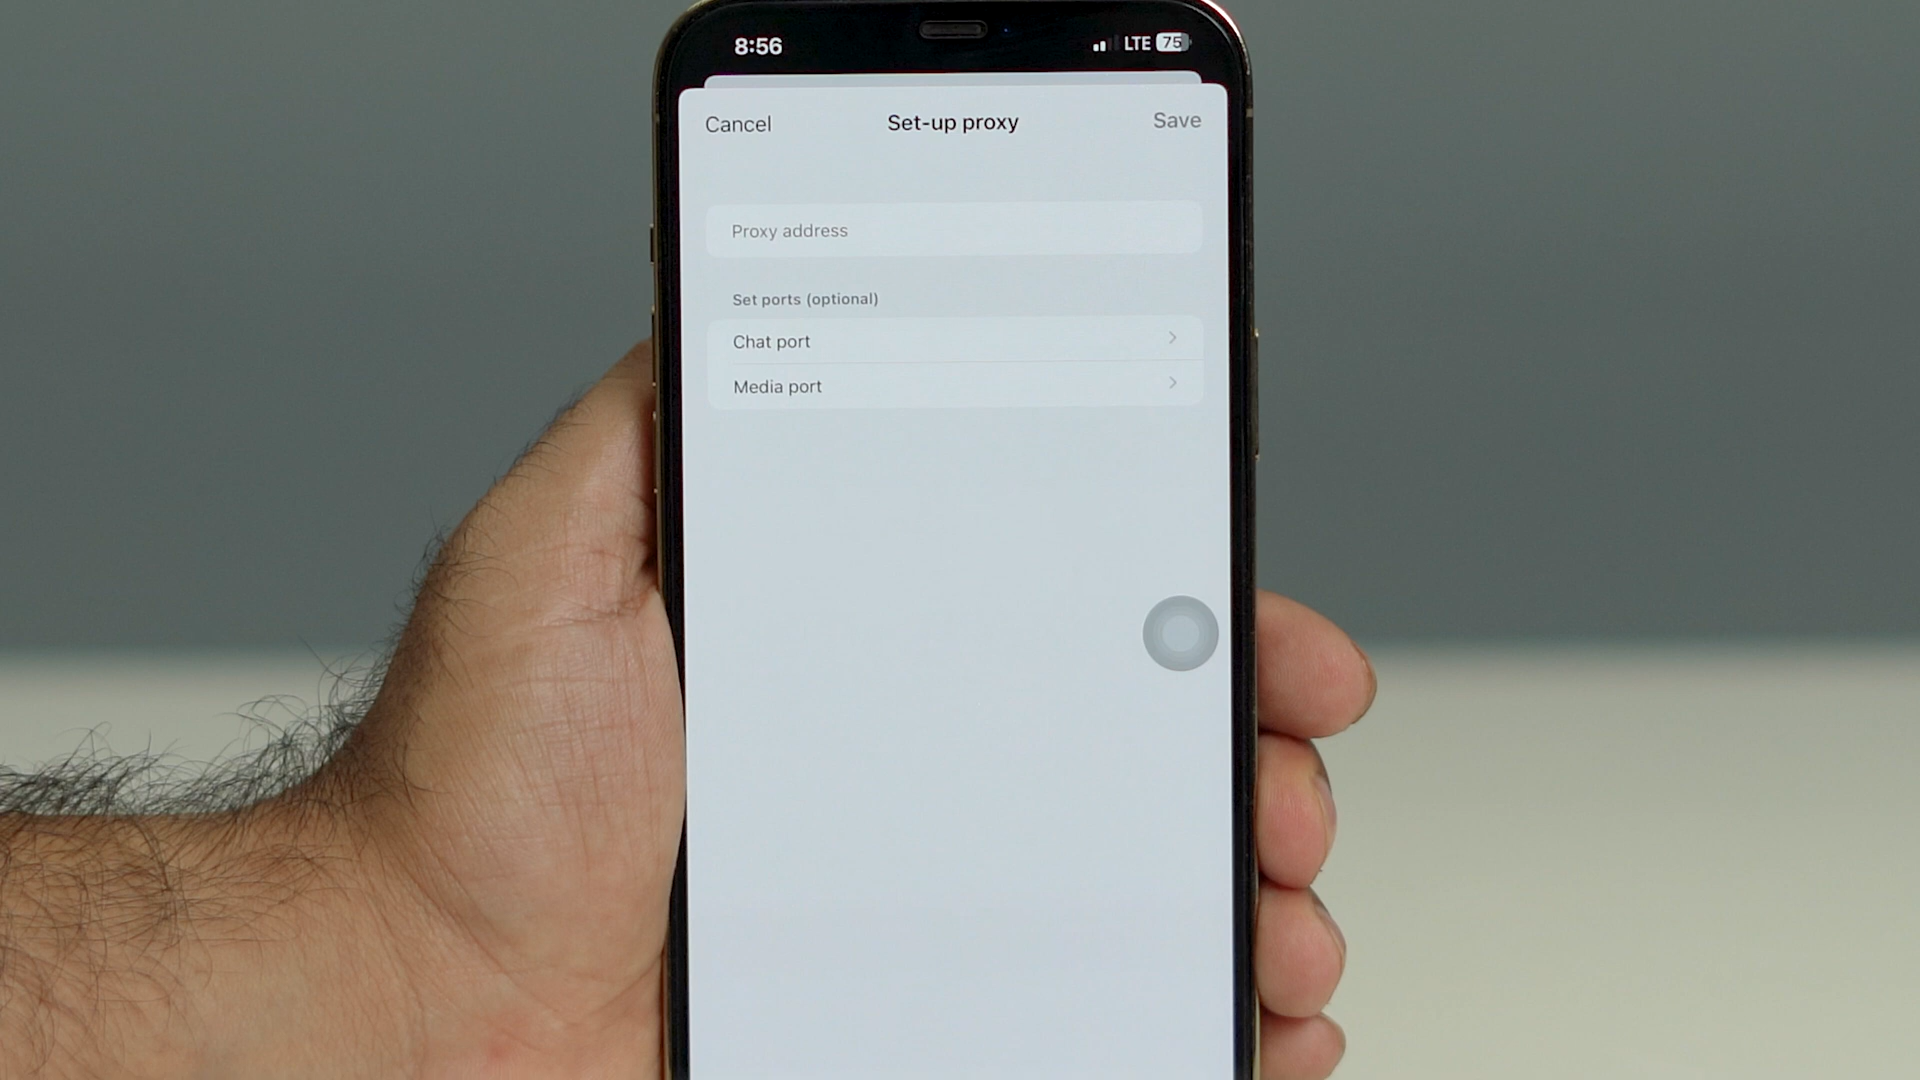 8:56 LTE 75
Cancel Set-up proxy Save
Proxy address
Set ports (optional)
Chat port
Media port